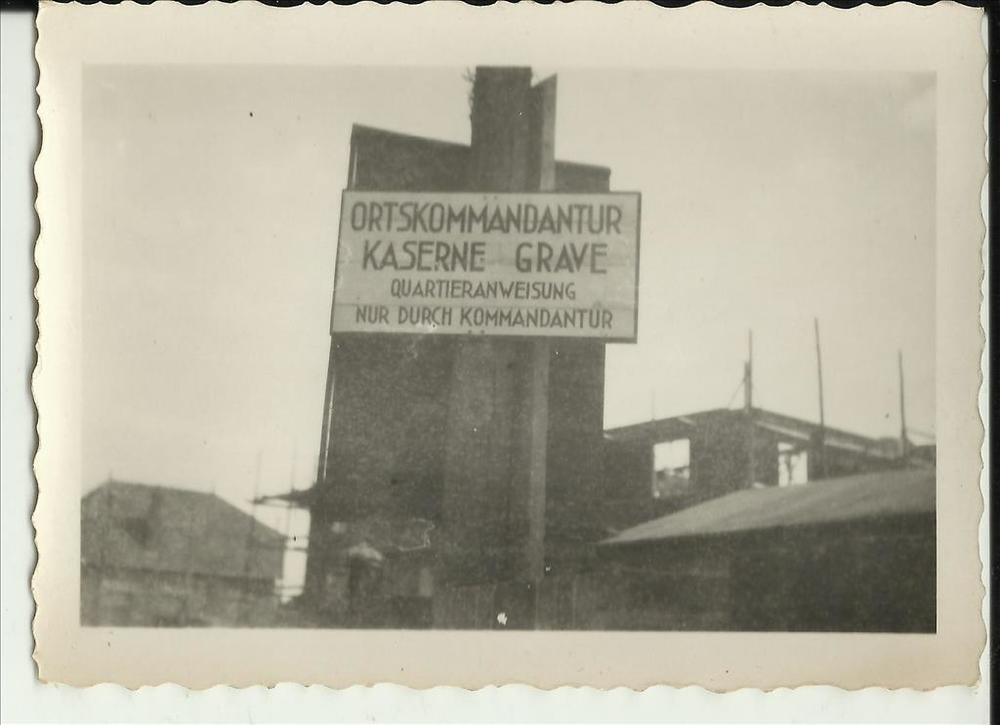 ORTSKOMMANDANTUR
KASERNE GRAVE
QUARTIERANWEISUNG
NUR DURCH KOMMANDANTUR